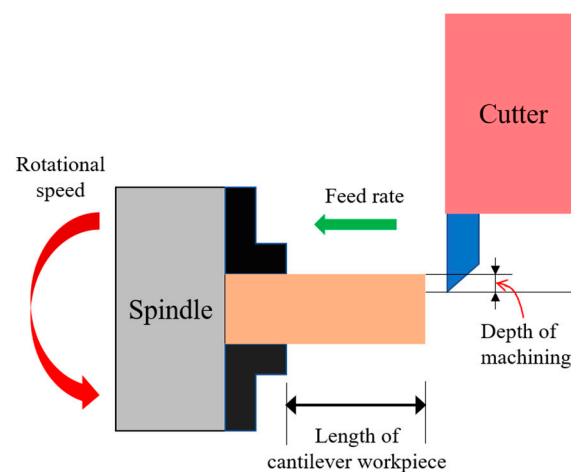 Cutter
Rotational
speed
Feed rate
Spindle
Depth of
machining
Length of
cantilever workpiece